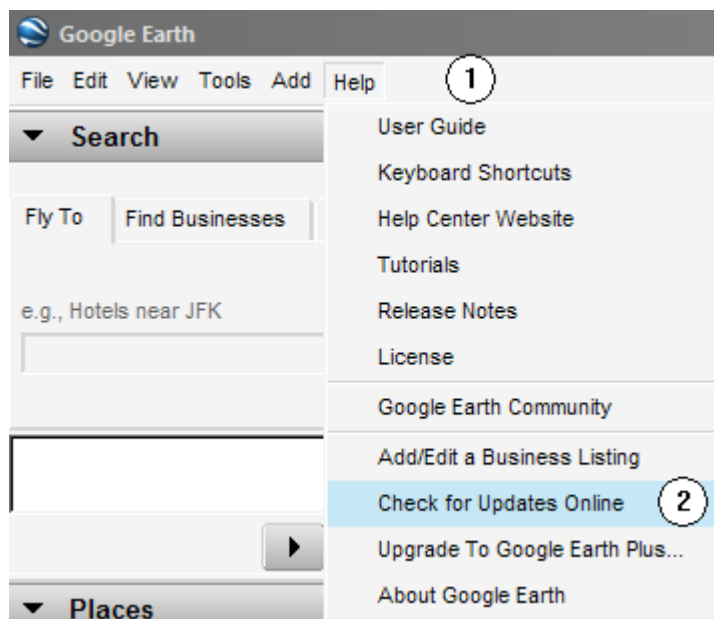 Google Earth
File Edit View Tools Add Help 1
Search
Fly To Find Businesses
e.g., Hotels near JFK
User Guide
Keyboard Shortcuts
Help Center Website
Tutorials
Release Notes
License
Google Earth Community
Add/Edit a Business Listing
Check for Updates Online 2
Upgrade To Google Earth Plus...
About Google Earth
Places